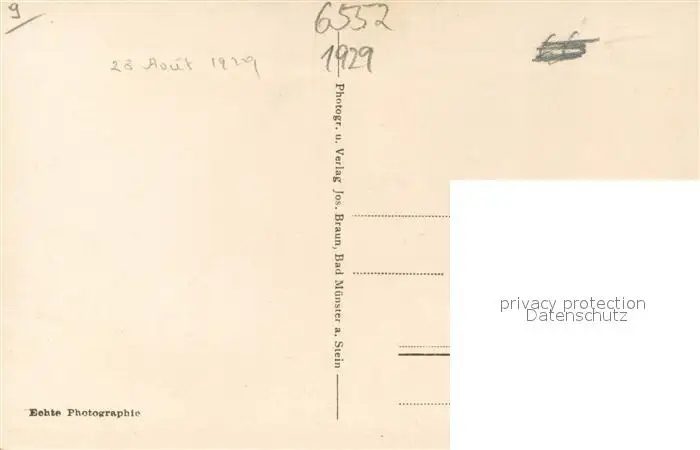 9
6552
1929
28 Août 1929
Photogr. u. Verlag Jos. Braun, Bad Münster a. Stein
privacy protection
Datenschutz
Echte Photographie